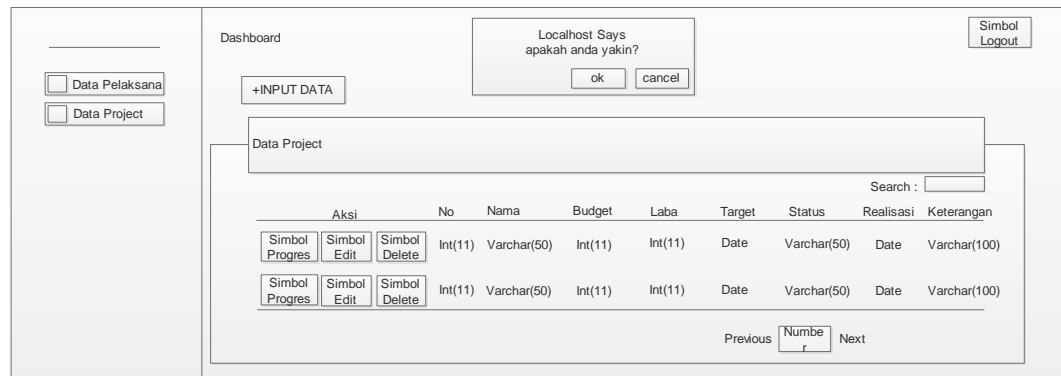 Dashboard
Localhost Says
apakah anda yakin?
ok cancel
Simbol
Logout
Data Pelaksana
Data Project
+INPUT DATA
Data Project
Search :
Aksi No Nama Budget Laba Target Status Realisasi Keterangan
Simbol Progres Simbol Edit Simbol Delete Int(11) Varchar(50) Int(11) Int(11) Date Varchar(50) Date Varchar(100)
Simbol Progres Simbol Edit Simbol Delete Int(11) Varchar(50) Int(11) Int(11) Date Varchar(50) Date Varchar(100)
Previous Numbe
r Next